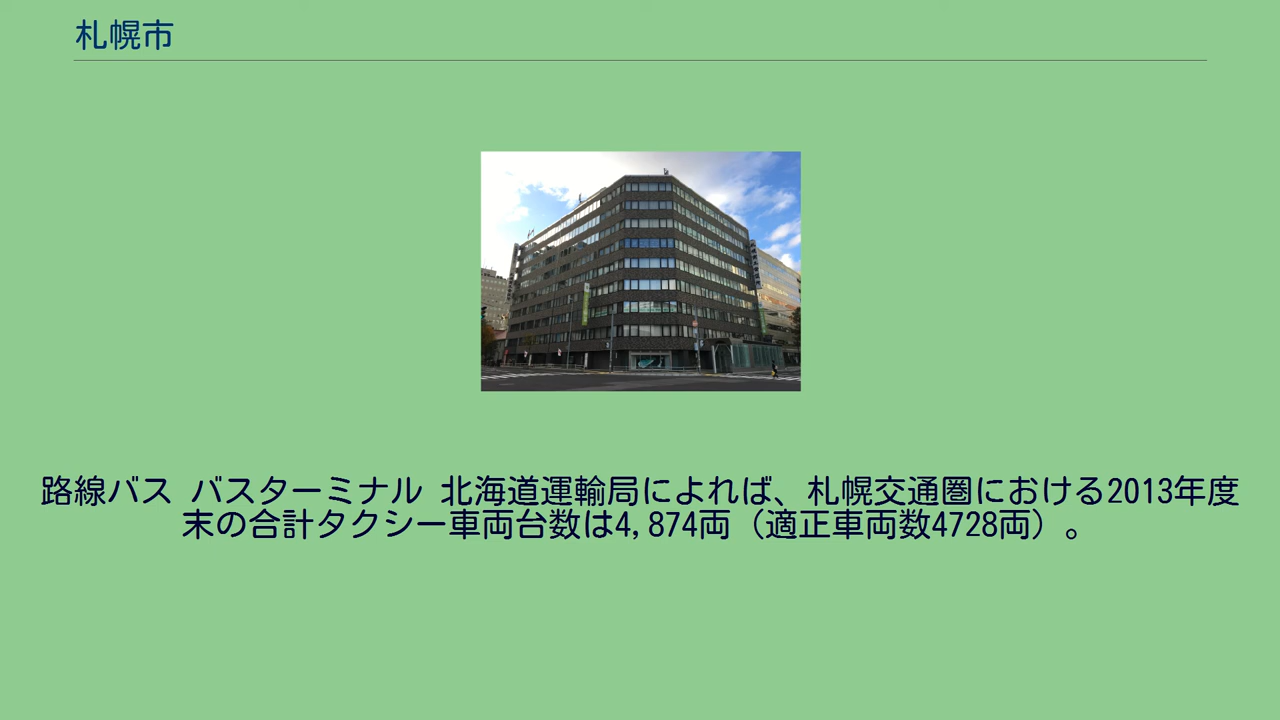 札幌市
路線バス バスターミナル 北海道運輸局によれば、札幌交通圏における2013年度
末の合計タクシー車両台数は4,874両（適正車両数4728両）。